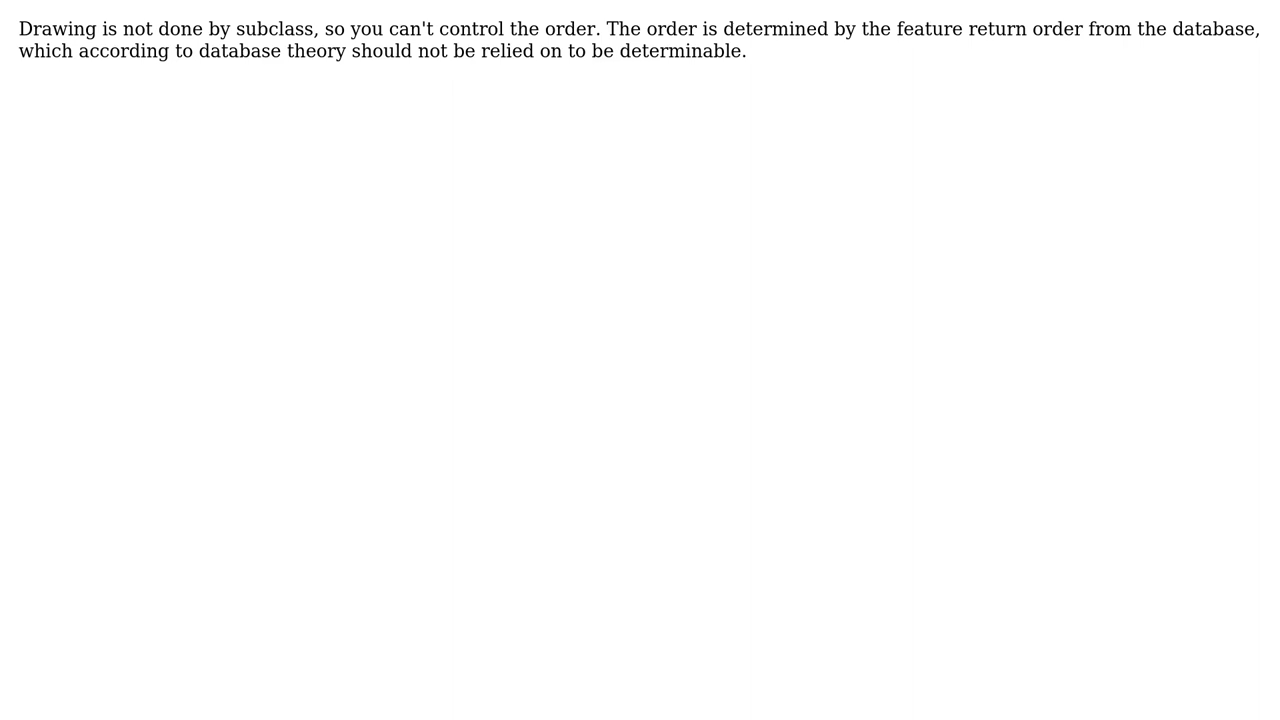 Drawing is not done by subclass, so you can't control the order. The order is determined by the feature return order from the database,
which according to database theory should not be relied on to be determinable.